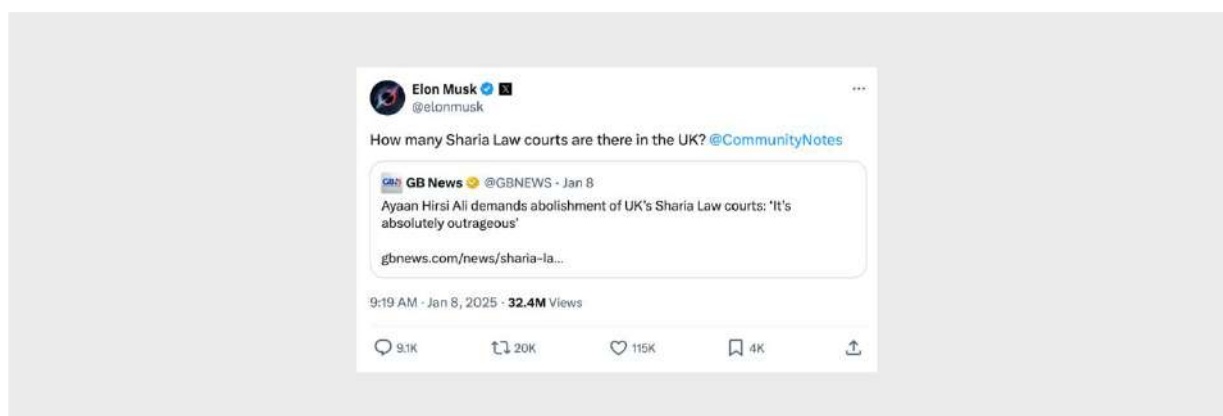 Elon Musk
@elonmusk
How many Sharia Law courts are there in the UK? @CommunityNotes
GB News @GBNEWS · Jan 8
Ayaan Hirsi Ali demands abolishment of UK's Sharia Law courts: 'It's
absolutely outrageous'
gbnews.com/news/sharia-la...
9:19 AM · Jan 8, 2025 · 32.4M Views
9.1K 20K 115K 4K